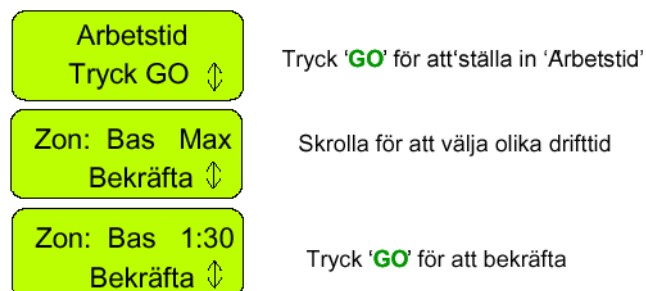 Arbetstid
Tryck GO ⇕
Tryck ‘GO’ för att‘ställa in ‘Arbetstid’
Zon: Bas Max
Bekräfta ⇕
Skrolla för att välja olika drifttid
Zon: Bas 1:30
Bekräfta ⇕
Tryck ‘GO’ för att bekräfta